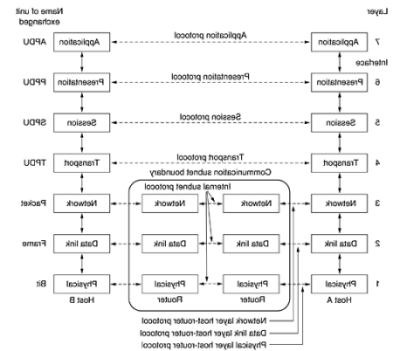 Layer
Name of unit
exchanged
7 Application Application protocol Application APDU
Interface
6 Presentation Presentation protocol Presentation PPDU
5 Session Session protocol Session SPDU
4 Transport Transport protocol Transport TPDU
Communication subnet boundary
Internal subnet protocol
3 Network Network Network Network Packet
2 Data link Data link Data link Data link Frame
1 Physical Physical Physical Physical Bit
Host A Router Router Host B
Network layer host-router protocol
Data link layer host-router protocol
Physical layer host-router protocol